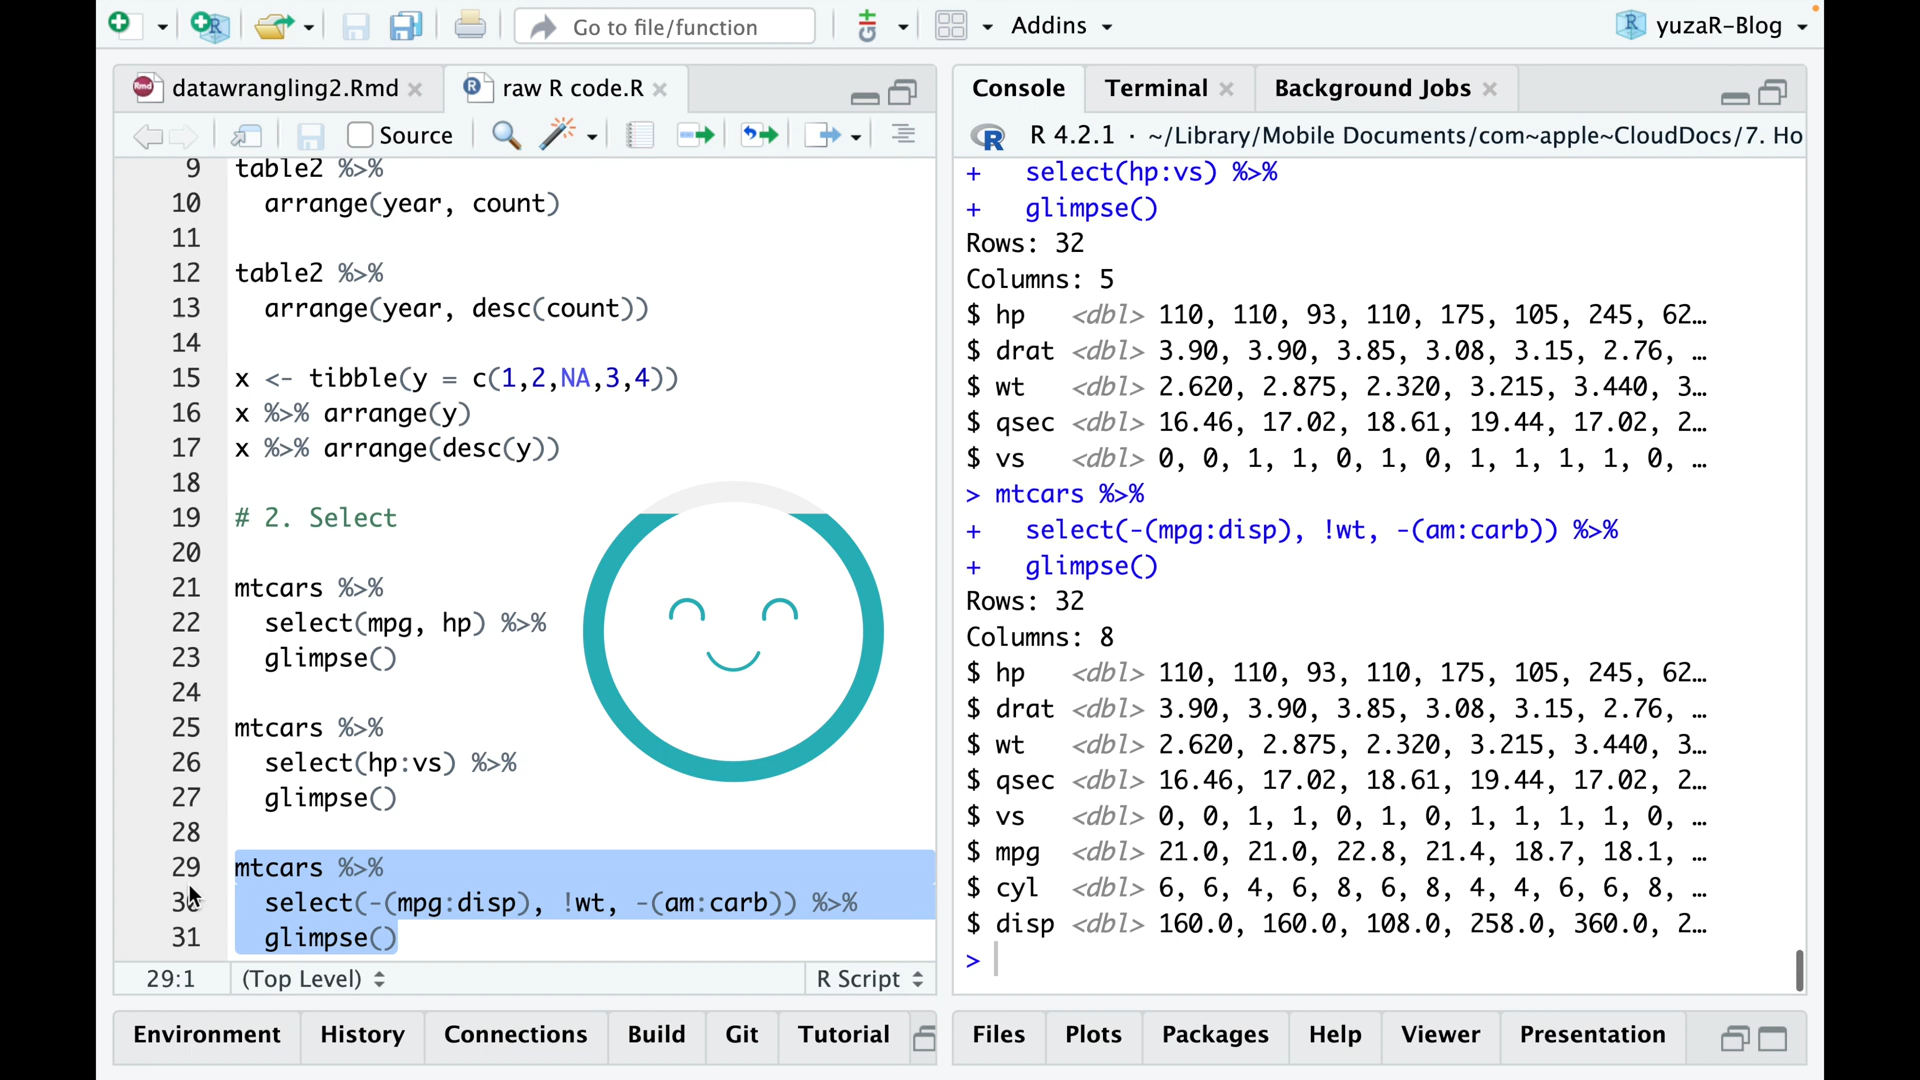 Go to file/function
Addins
yuzaR-Blog
datawrangling2.Rmd
raw R code.R
Source
9 table2 %>%
10 arrange(year, count)
11
12 table2 %>%
13 arrange(year, desc(count))
14
15 x <- tibble(y = c(1,2,NA,3,4))
16 x %>% arrange(y)
17 x %>% arrange(desc(y))
18
19 # 2. Select
20
21 mtcars %>%
22 select(mpg, hp) %>%
23 glimpse()
24
25 mtcars %>%
26 select(hp:vs) %>%
27 glimpse()
28
29 mtcars %>%
30 select(-(mpg:disp), !wt, -(am:carb)) %>%
31 glimpse()
29:1 (Top Level) R Script
Environment History Connections Build Git Tutorial
Console Terminal Background Jobs
R 4.2.1 · ~/Library/Mobile Documents/com~apple~CloudDocs/7. Ho
+ select(hp:vs) %>%
+ glimpse()
Rows: 32
Columns: 5
$ hp <dbl> 110, 110, 93, 110, 175, 105, 245, 62…
$ drat <dbl> 3.90, 3.90, 3.85, 3.08, 3.15, 2.76, …
$ wt <dbl> 2.620, 2.875, 2.320, 3.215, 3.440, 3…
$ qsec <dbl> 16.46, 17.02, 18.61, 19.44, 17.02, 2…
$ vs <dbl> 0, 0, 1, 1, 0, 1, 0, 1, 1, 1, 1, 0, …
> mtcars %>%
+ select(-(mpg:disp), !wt, -(am:carb)) %>%
+ glimpse()
Rows: 32
Columns: 8
$ hp <dbl> 110, 110, 93, 110, 175, 105, 245, 62…
$ drat <dbl> 3.90, 3.90, 3.85, 3.08, 3.15, 2.76, …
$ wt <dbl> 2.620, 2.875, 2.320, 3.215, 3.440, 3…
$ qsec <dbl> 16.46, 17.02, 18.61, 19.44, 17.02, 2…
$ vs <dbl> 0, 0, 1, 1, 0, 1, 0, 1, 1, 1, 1, 0, …
$ mpg <dbl> 21.0, 21.0, 22.8, 21.4, 18.7, 18.1, …
$ cyl <dbl> 6, 6, 4, 6, 8, 6, 8, 4, 4, 6, 6, 8, …
$ disp <dbl> 160.0, 160.0, 108.0, 258.0, 360.0, 2…
>
Files Plots Packages Help Viewer Presentation